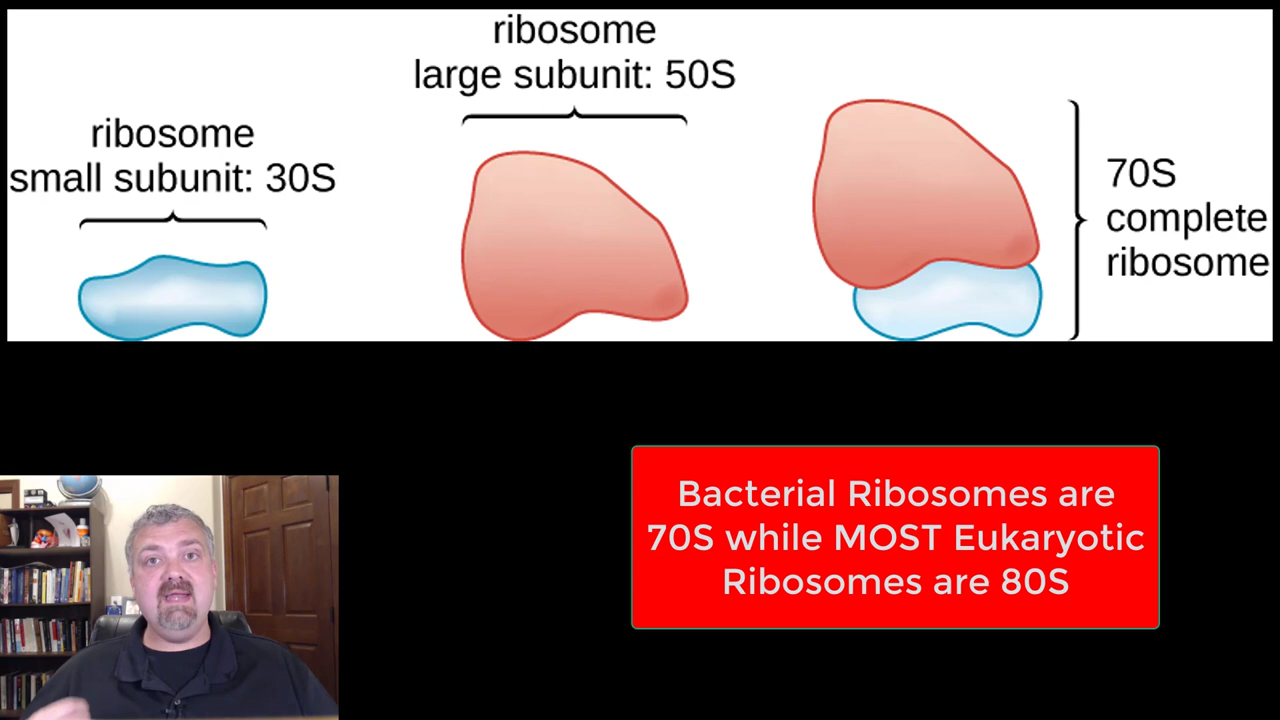 ribosome
small subunit: 30S
ribosome
large subunit: 50S
70S
complete
ribosome
Bacterial Ribosomes are
70S while MOST Eukaryotic
Ribosomes are 80S